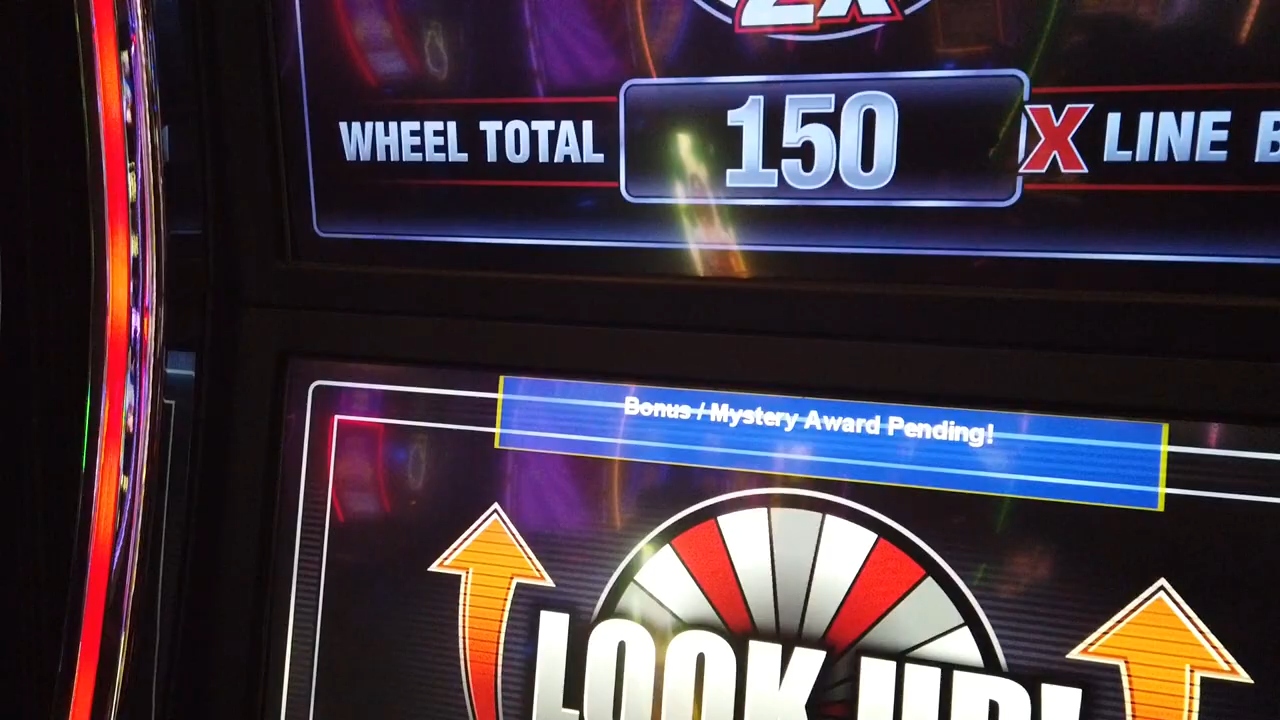 2X
WHEEL TOTAL 150 X LINE B
Bonus / Mystery Award Pending!
LOOK UP!